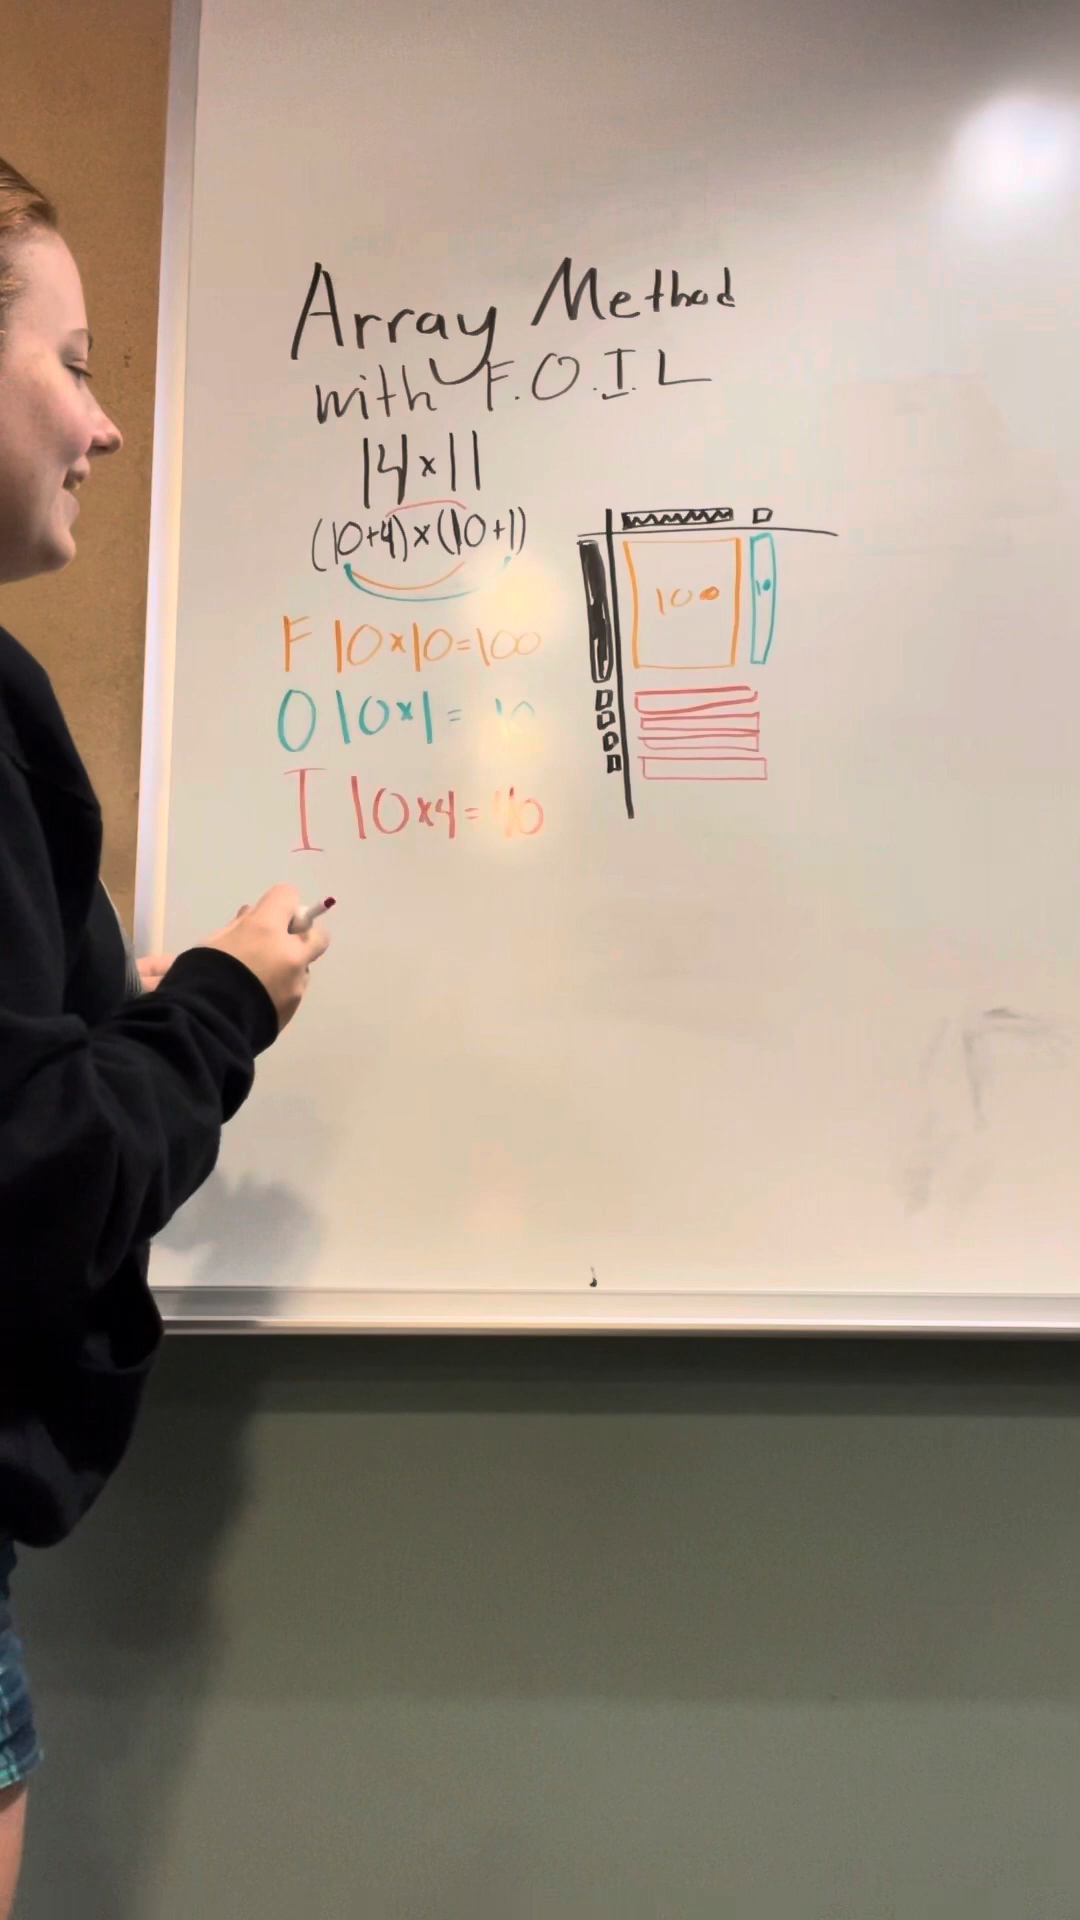 Array Method
with F.O.I.L
14×11
(10+4)×(10+1)
F 10×10=100
O 10×1= 10
I 10×4=40
100
10